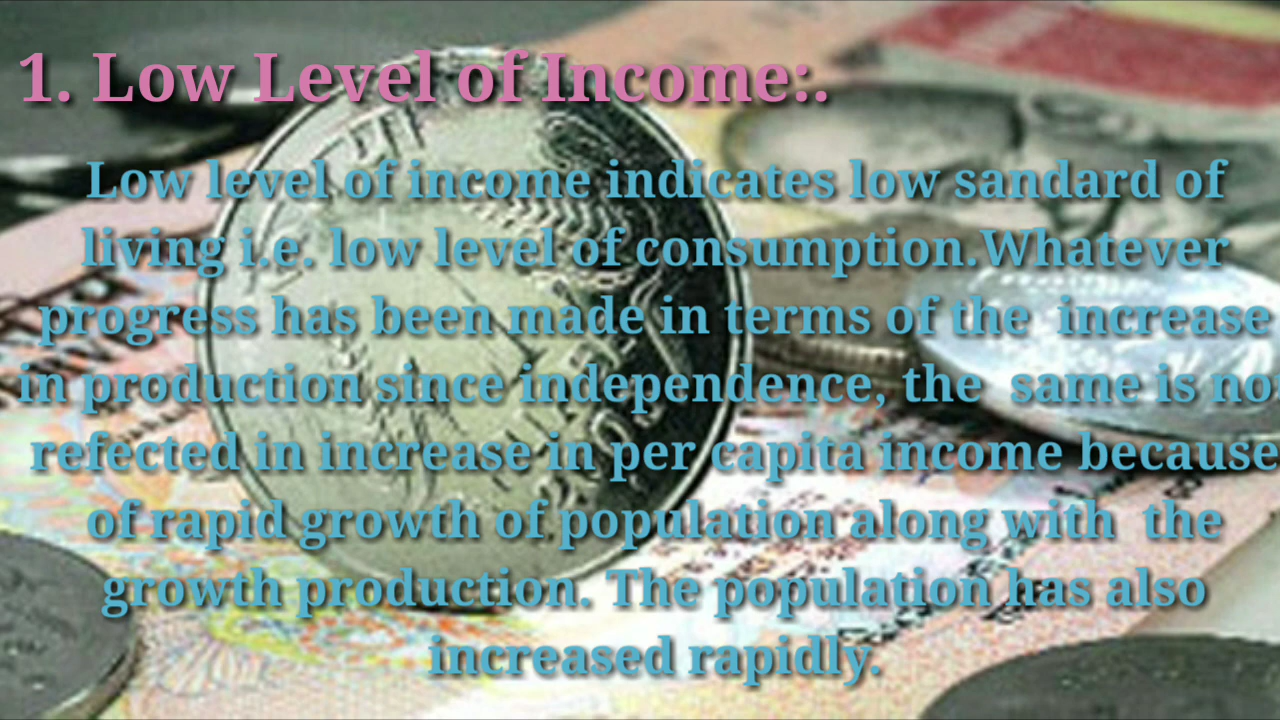 1. Low Level of Income:.
Low level of income indicates low sandard of
living i.e. low level of consumption.Whatever
progress has been made in terms of the  increase
in production since independence, the  same is no
refected in increase in per capita income because
of rapid growth of population along with  the
growth production. The population has also
increased rapidly.